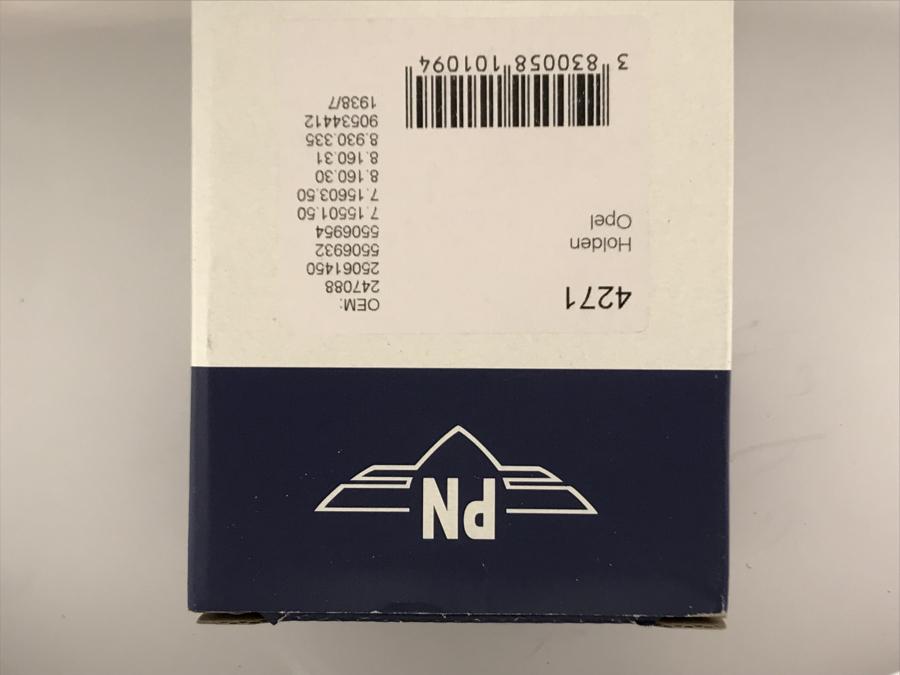 PN
4271
Holden
Opel
OEM:
247088
25061450
5506932
5506954
7.15501.50
7.15603.50
8.160.30
8.160.31
8.930.335
90534412
1938/7
3 830058 101094